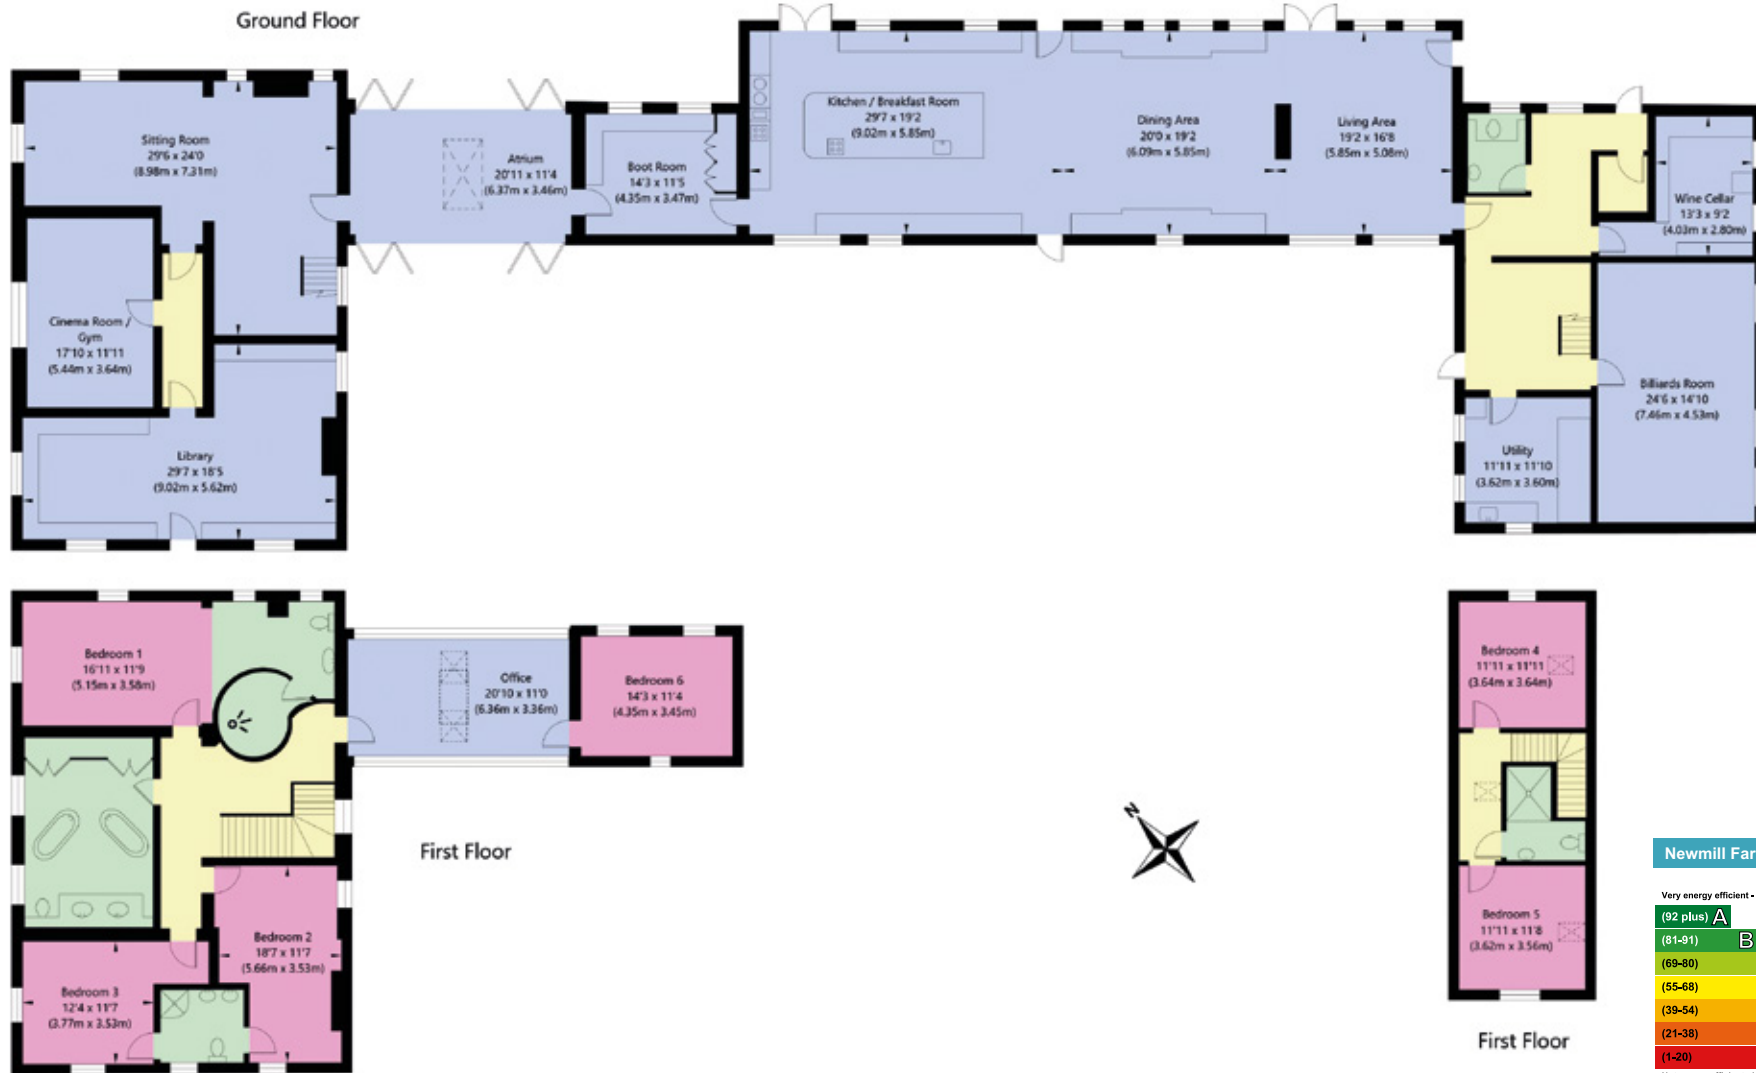 Ground Floor
Sitting Room
29'6 x 24'0
(8.98m x 7.31m)
Atrium
20'11 x 11'4
(6.37m x 3.46m)
Boot Room
14'3 x 11'5
(4.35m x 3.47m)
Kitchen / Breakfast Room
29'7 x 19'2
(9.02m x 5.85m)
Dining Area
20'0 x 19'2
(6.09m x 5.85m)
Living Area
19'2 x 16'8
(5.85m x 5.08m)
Wine Cellar
13'3 x 9'2
(4.03m x 2.80m)
Cinema Room /
Gym
17'10 x 11'11
(5.44m x 3.64m)
Library
29'7 x 18'5
(9.02m x 5.62m)
Billiards Room
24'6 x 14'10
(7.46m x 4.53m)
Utility
11'11 x 11'10
(3.62m x 3.60m)
Bedroom 1
16'11 x 11'9
(5.15m x 3.58m)
Office
20'10 x 11'0
(6.36m x 3.36m)
Bedroom 6
14'3 x 11'4
(4.35m x 3.45m)
Bedroom 4
11'11 x 11'11
(3.64m x 3.64m)
First Floor
N
Bedroom 2
18'7 x 11'7
(5.66m x 3.53m)
Bedroom 3
12'4 x 11'7
(3.77m x 3.53m)
Bedroom 5
11'11 x 11'8
(3.62m x 3.56m)
First Floor
Newmill Far
Very energy efficient -
(92 plus) A
(81-91) B
(69-80)
(55-68)
(39-54)
(21-38)
(1-20)